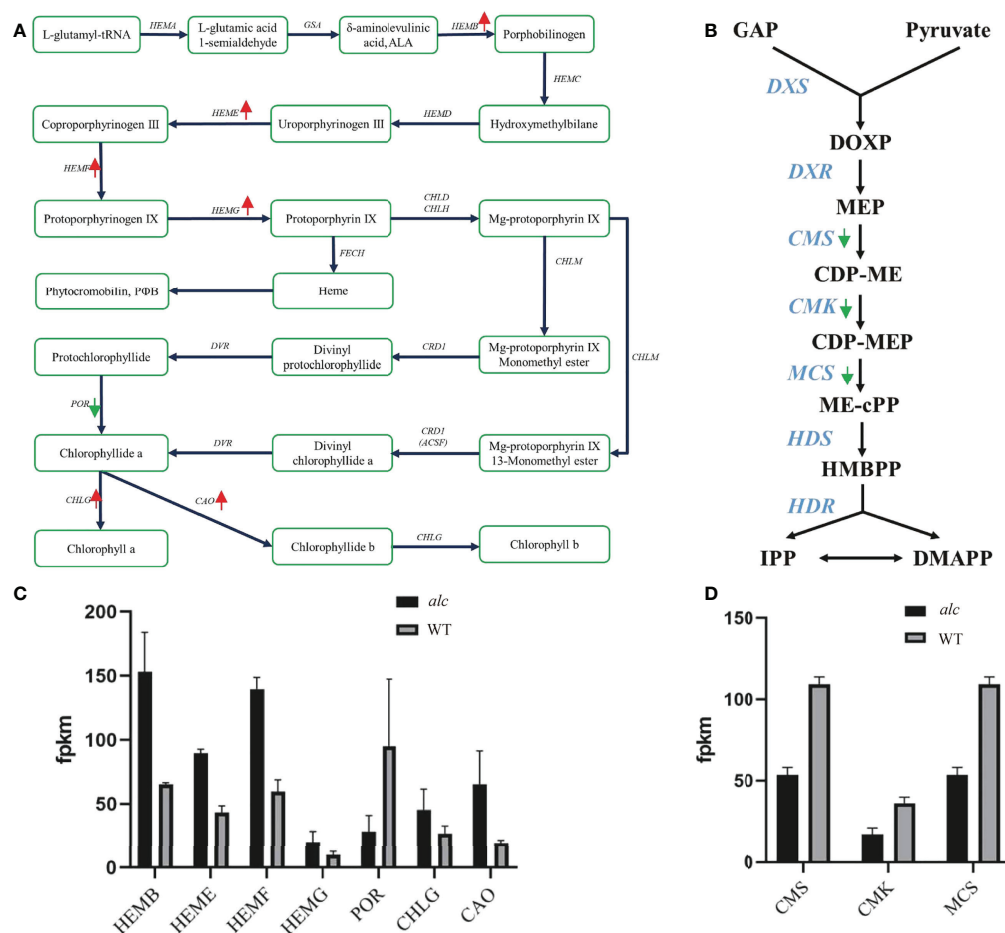 A
L-glutamyl-tRNA
HEMA
L-glutamic acid
1-semialdehyde
GSA
δ-aminolevulinic
acid, ALA
HEMB
Porphobilinogen
HEMC
Coproporphyrinogen III
HEME
Uroporphyrinogen III
HEMD
Hydroxymethylbilane
HEMF
Protoporphyrinogen IX
HEMG
Protoporphyrin IX
CHLD
CHLH
Mg-protoporphyrin IX
FECH
CHLM
Phytocromobilin, PΦB
Heme
CHLM
Protochlorophyllide
DVR
Divinyl
protochlorophyllide
CRD1
Mg-protoporphyrin IX
Monomethyl ester
POR
Chlorophyllide a
DVR
Divinyl
chlorophyllide a
CRD1
(ACSF)
Mg-protoporphyrin IX
13-Monomethyl ester
CHLG
CAO
Chlorophyll a
Chlorophyllide b
CHLG
Chlorophyll b
B
GAP
Pyruvate
DXS
DOXP
DXR
MEP
CMS
CDP-ME
CMK
CDP-MEP
MCS
ME-cPP
HDS
HMBPP
HDR
IPP
DMAPP
C
alc
WT
fpkm
200
150
100
50
0
HEMB
HEME
HEMF
HEMG
POR
CHLG
CAO
D
alc
WT
fpkm
150
100
50
0
CMS
CMK
MCS